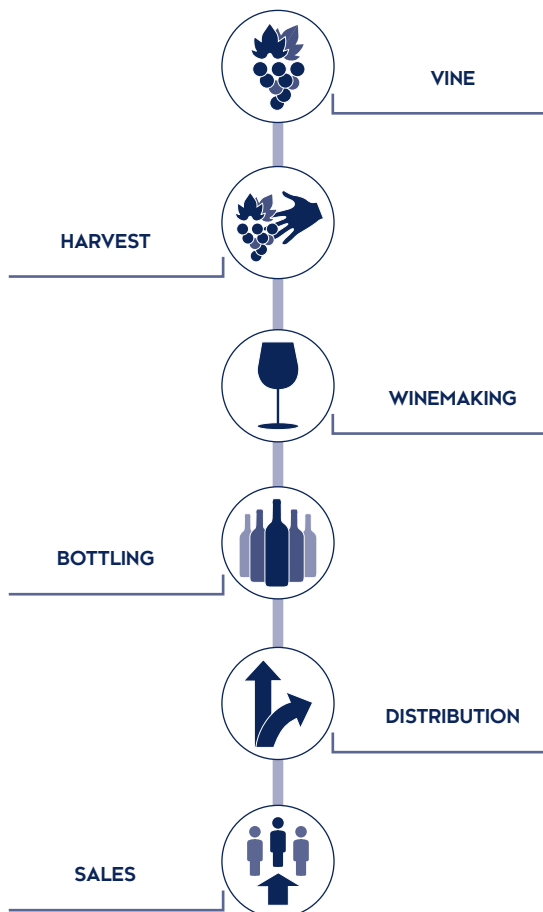 VINE
HARVEST
WINEMAKING
BOTTLING
DISTRIBUTION
SALES